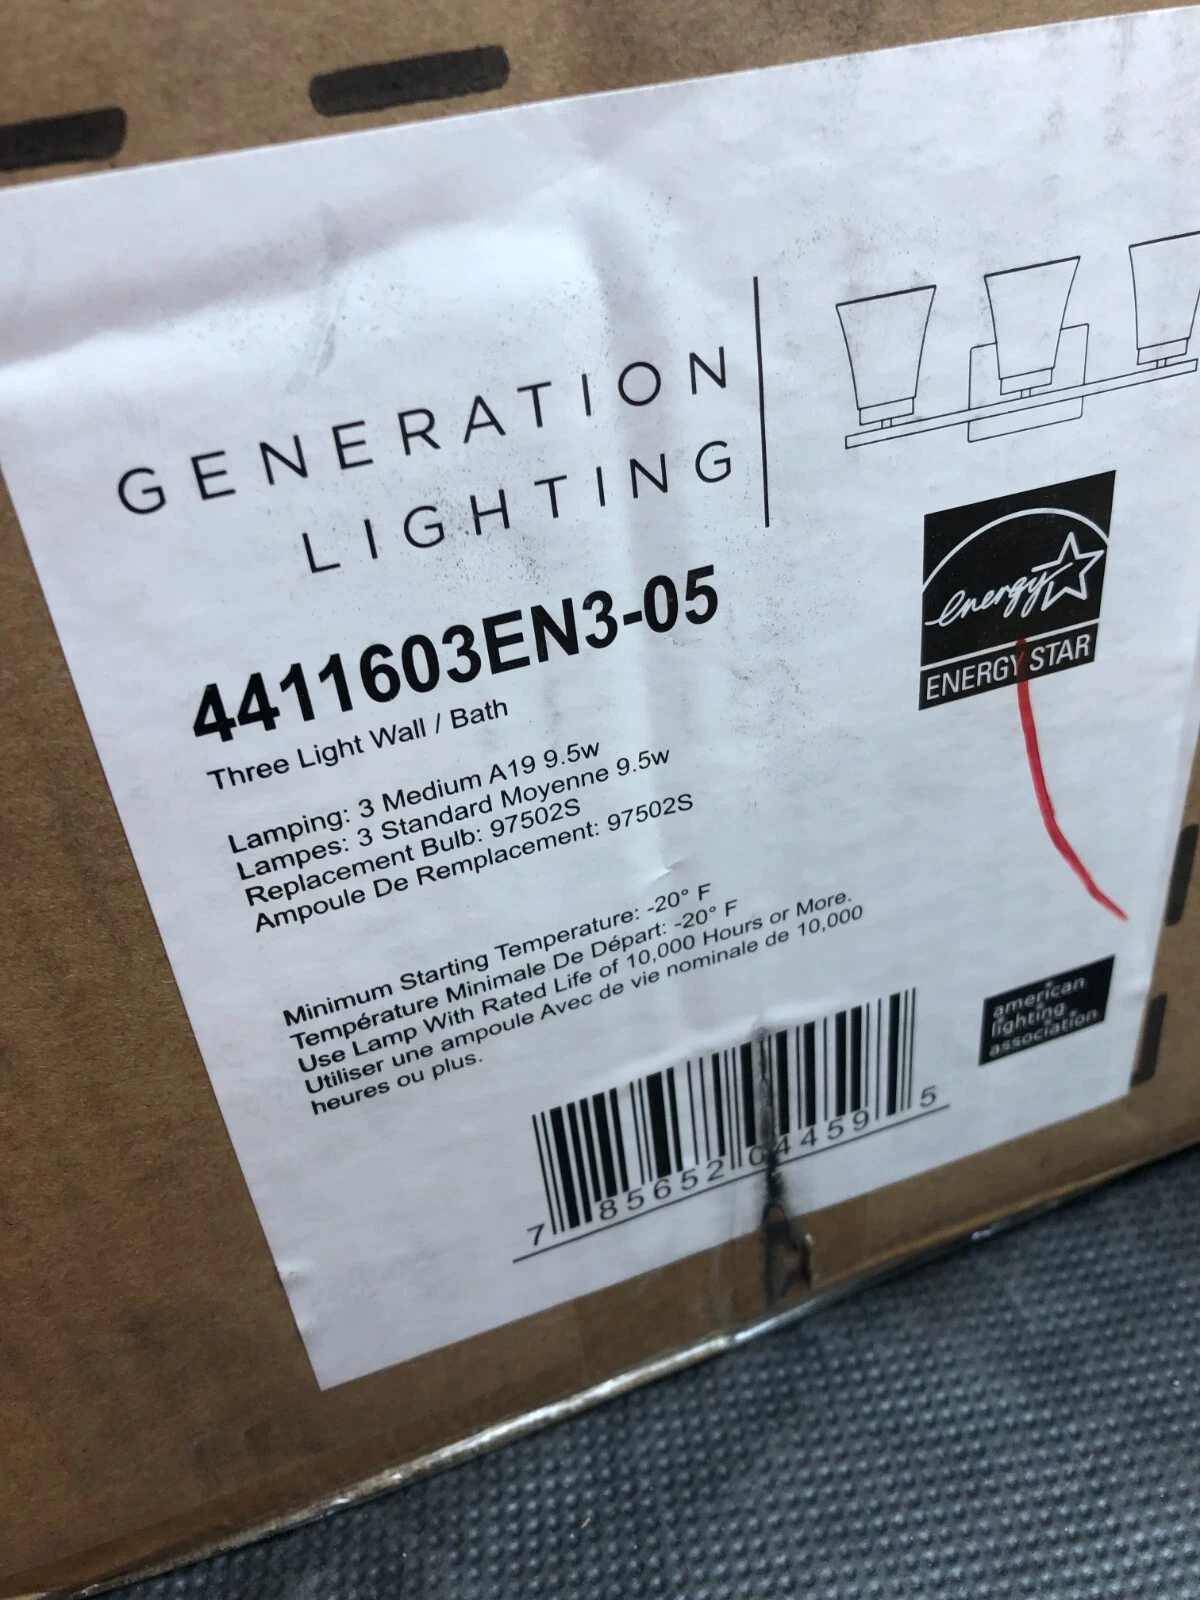 GENERATION
LIGHTING
4411603EN3-05
Three Light Wall / Bath
Lamping: 3 Medium A19 9.5w
Lampes: 3 Standard Moyenne 9.5w
Replacement Bulb: 97502S
Ampoule De Remplacement: 97502S
Minimum Starting Temperature: -20° F
Température Minimale De Départ: -20° F
Use Lamp With Rated Life of 10,000 Hours or More.
Utiliser une ampoule Avec de vie nominale de 10,000
heures ou plus.
energy
ENERGY STAR
american
lighting
association
7 85652 04459 5